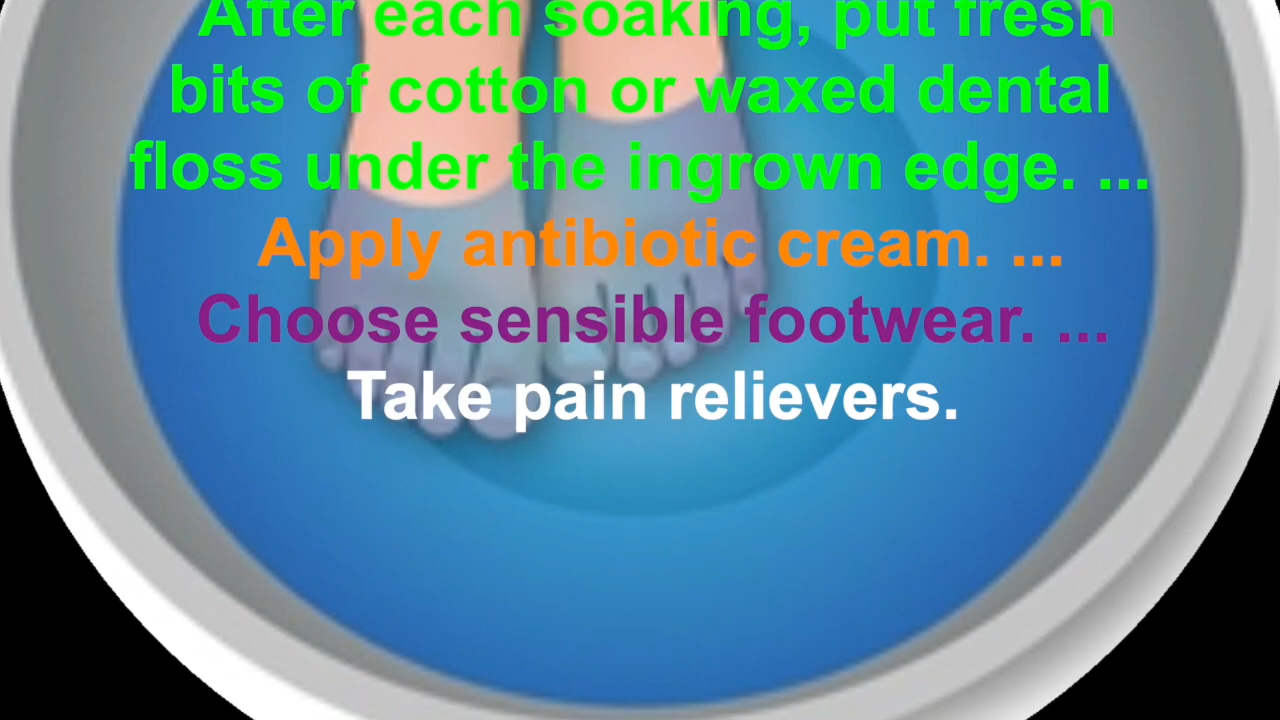 After each soaking, put fresh
bits of cotton or waxed dental
floss under the ingrown edge. ...
Apply antibiotic cream. ...
Choose sensible footwear. ...
Take pain relievers.